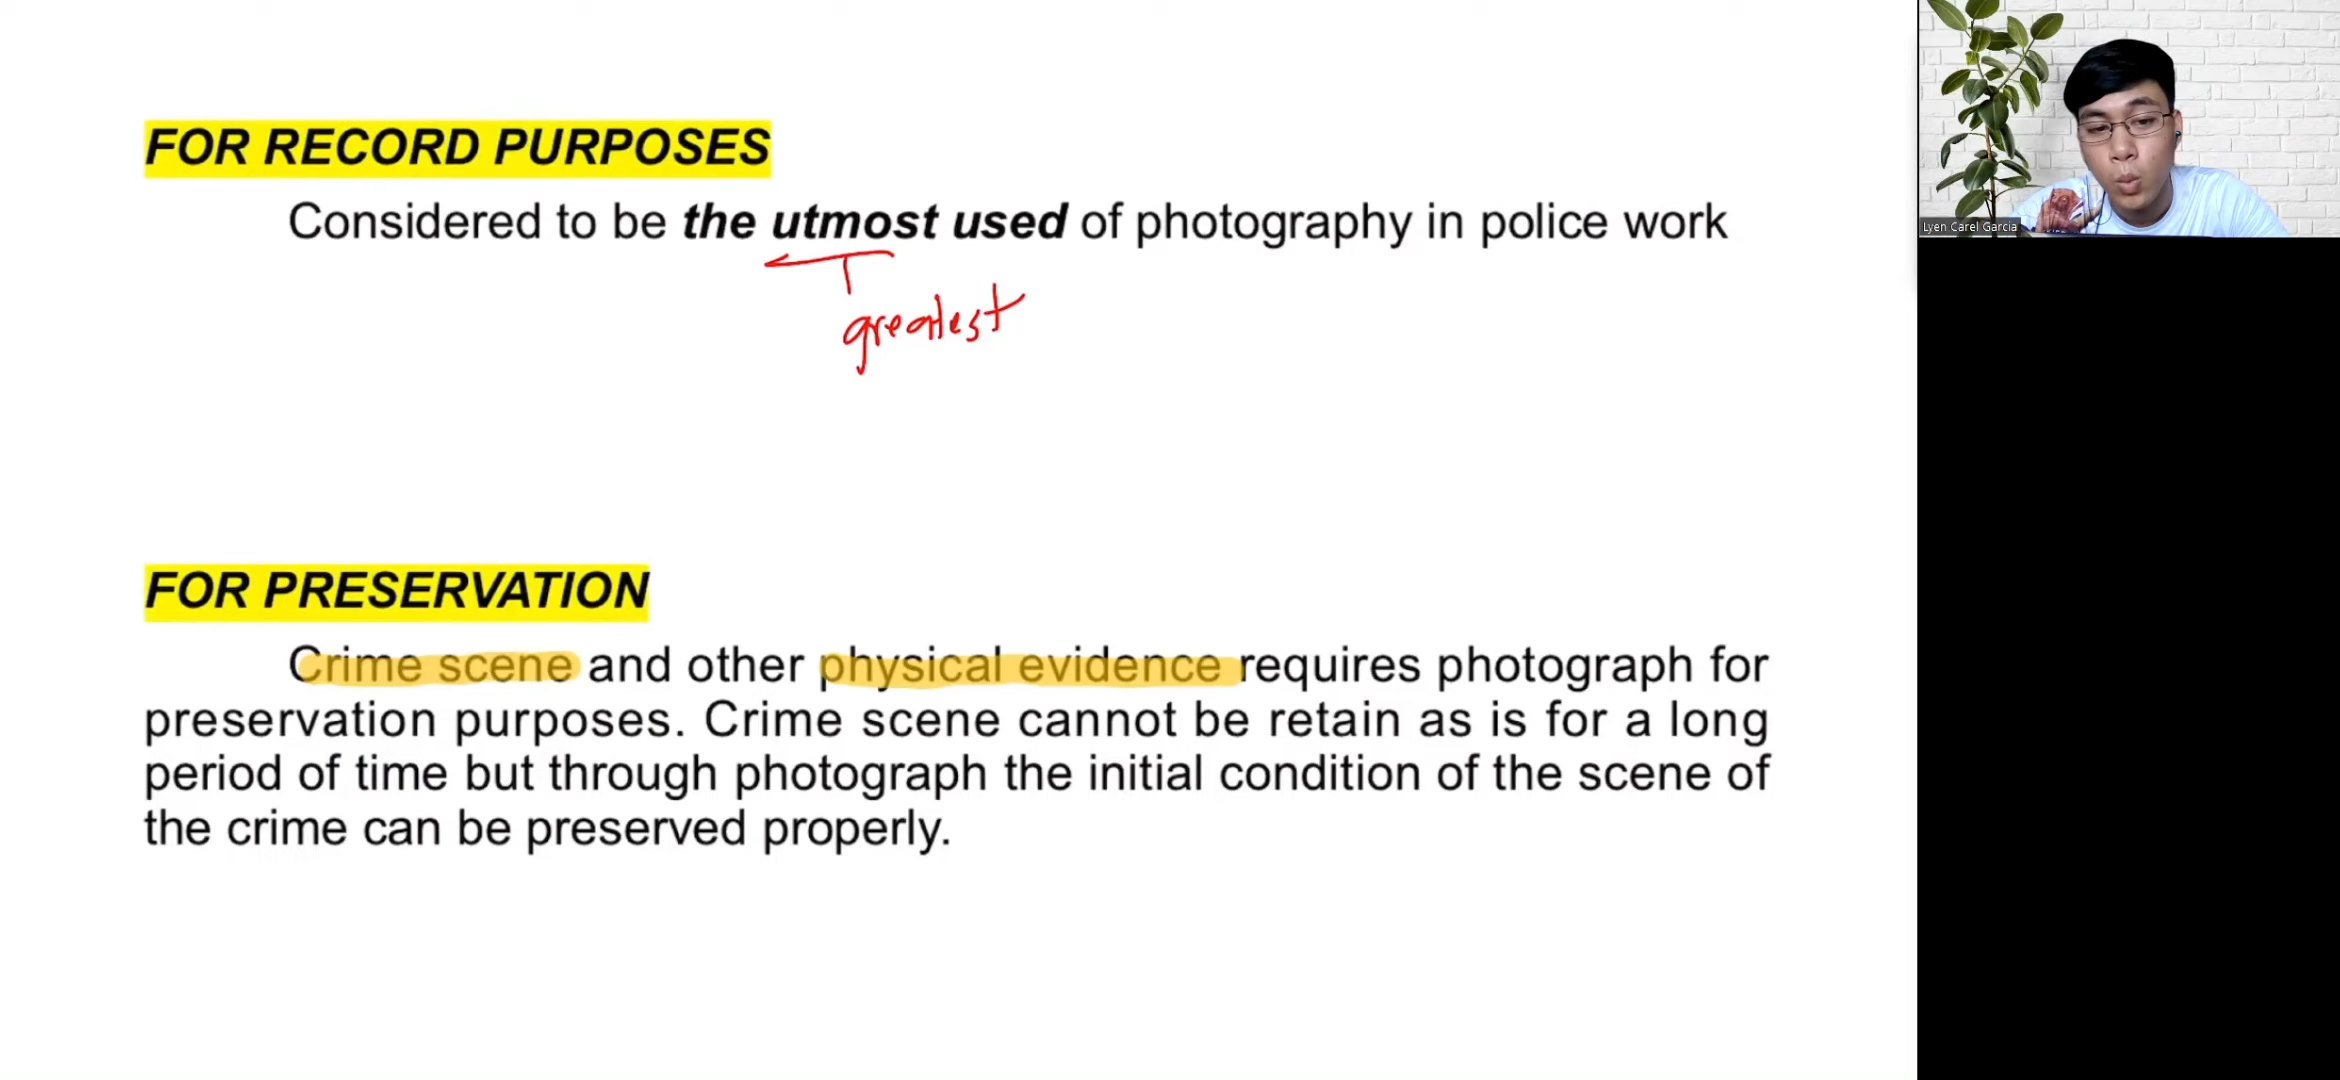 FOR RECORD PURPOSES
Considered to be the utmost used of photography in police work
greatest
FOR PRESERVATION
Crime scene and other physical evidence requires photograph for
preservation purposes. Crime scene cannot be retain as is for a long
period of time but through photograph the initial condition of the scene of
the crime can be preserved properly.
Lyen Carel Garcia